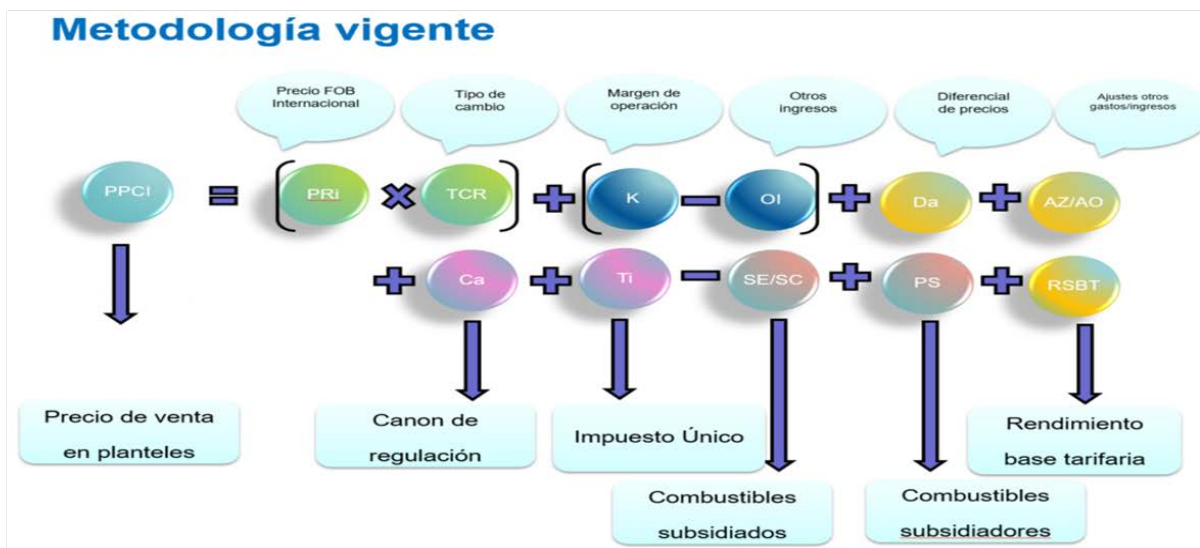 Metodología vigente
Precio FOB
Internacional
Tipo de
cambio
Margen de
operación
Otros
ingresos
Diferencial
de precios
Ajustes otros
gastos/ingresos
PPCI = [ PRi × TCR ] + [ K − OI ] + Da + AZ/AO
+ Ca + Ti − SE/SC + PS + RSBT
Precio de venta
en planteles
Canon de
regulación
Impuesto Único
Combustibles
subsidiados
Combustibles
subsidiadores
Rendimiento
base tarifaria